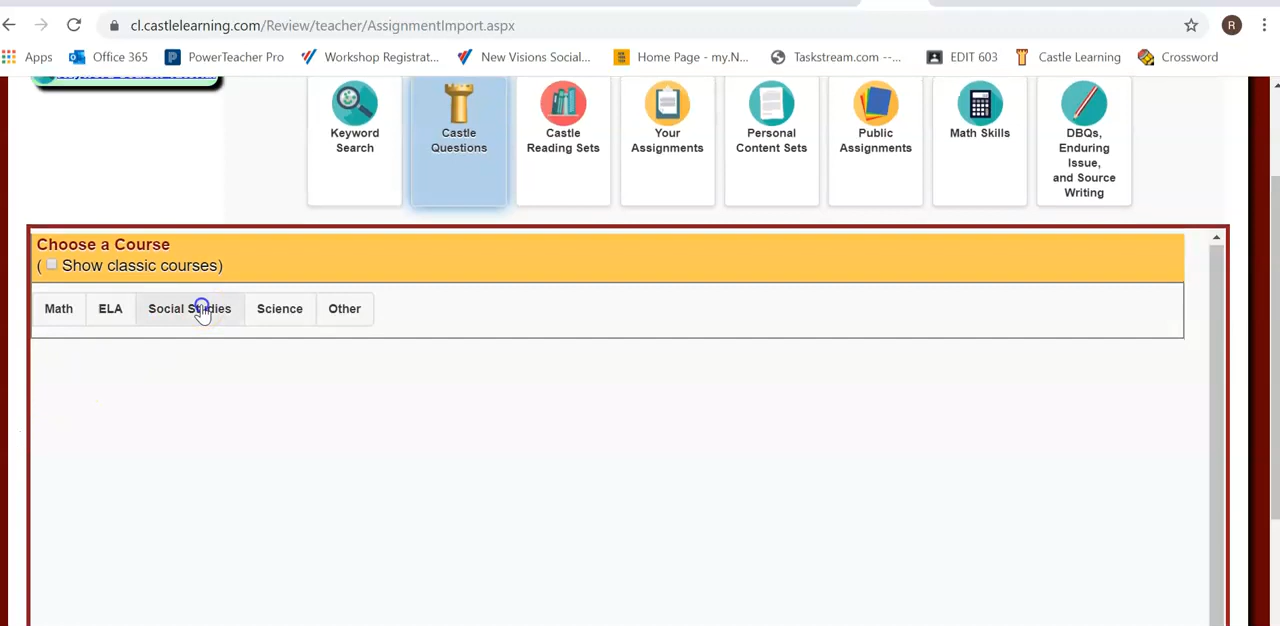 cl.castlelearning.com/Review/teacher/AssignmentImport.aspx
R
Apps Office 365 PowerTeacher Pro Workshop Registrat... New Visions Social... Home Page - my.N... Taskstream.com --... EDIT 603 Castle Learning Crossword
Keyword
Search
Castle
Questions
Castle
Reading Sets
Your
Assignments
Personal
Content Sets
Public
Assignments
Math Skills
DBQs,
Enduring
Issue,
and Source
Writing
Choose a Course
( Show classic courses)
Math ELA Social Studies Science Other